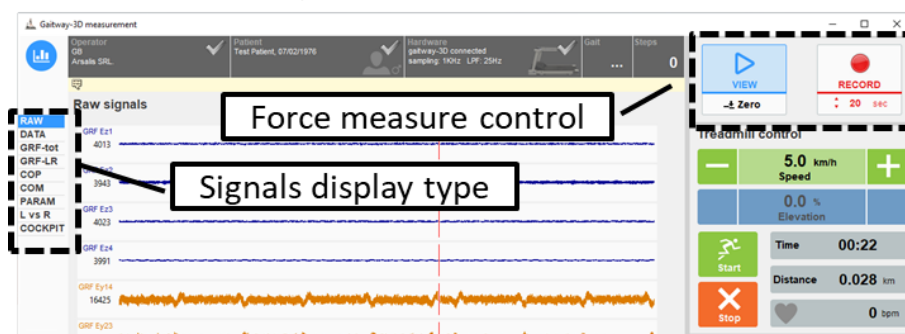 Gaitway-3D measurement
Operator
GB
Arsalis SRL.
Patient
Test Patient, 07/02/1976
Hardware
gaitway-3D connected
sampling: 1KHz LPF: 25Hz
Gait
...
Steps
0
VIEW
Zero
RECORD
20 sec
Force measure control
Raw signals
RAW
DATA
GRF-tot
GRF-LR
COP
COM
PARAM
L vs R
COCKPIT
Signals display type
GRF Ez1
4013
3943
GRF Ez3
4023
GRF Ez4
3991
GRF Ey14
16425
GRF Ey23
Treadmill control
5.0 km/h
Speed
0.0 %
Elevation
Start
Time 00:22
Distance 0.028 km
Stop
0 bpm